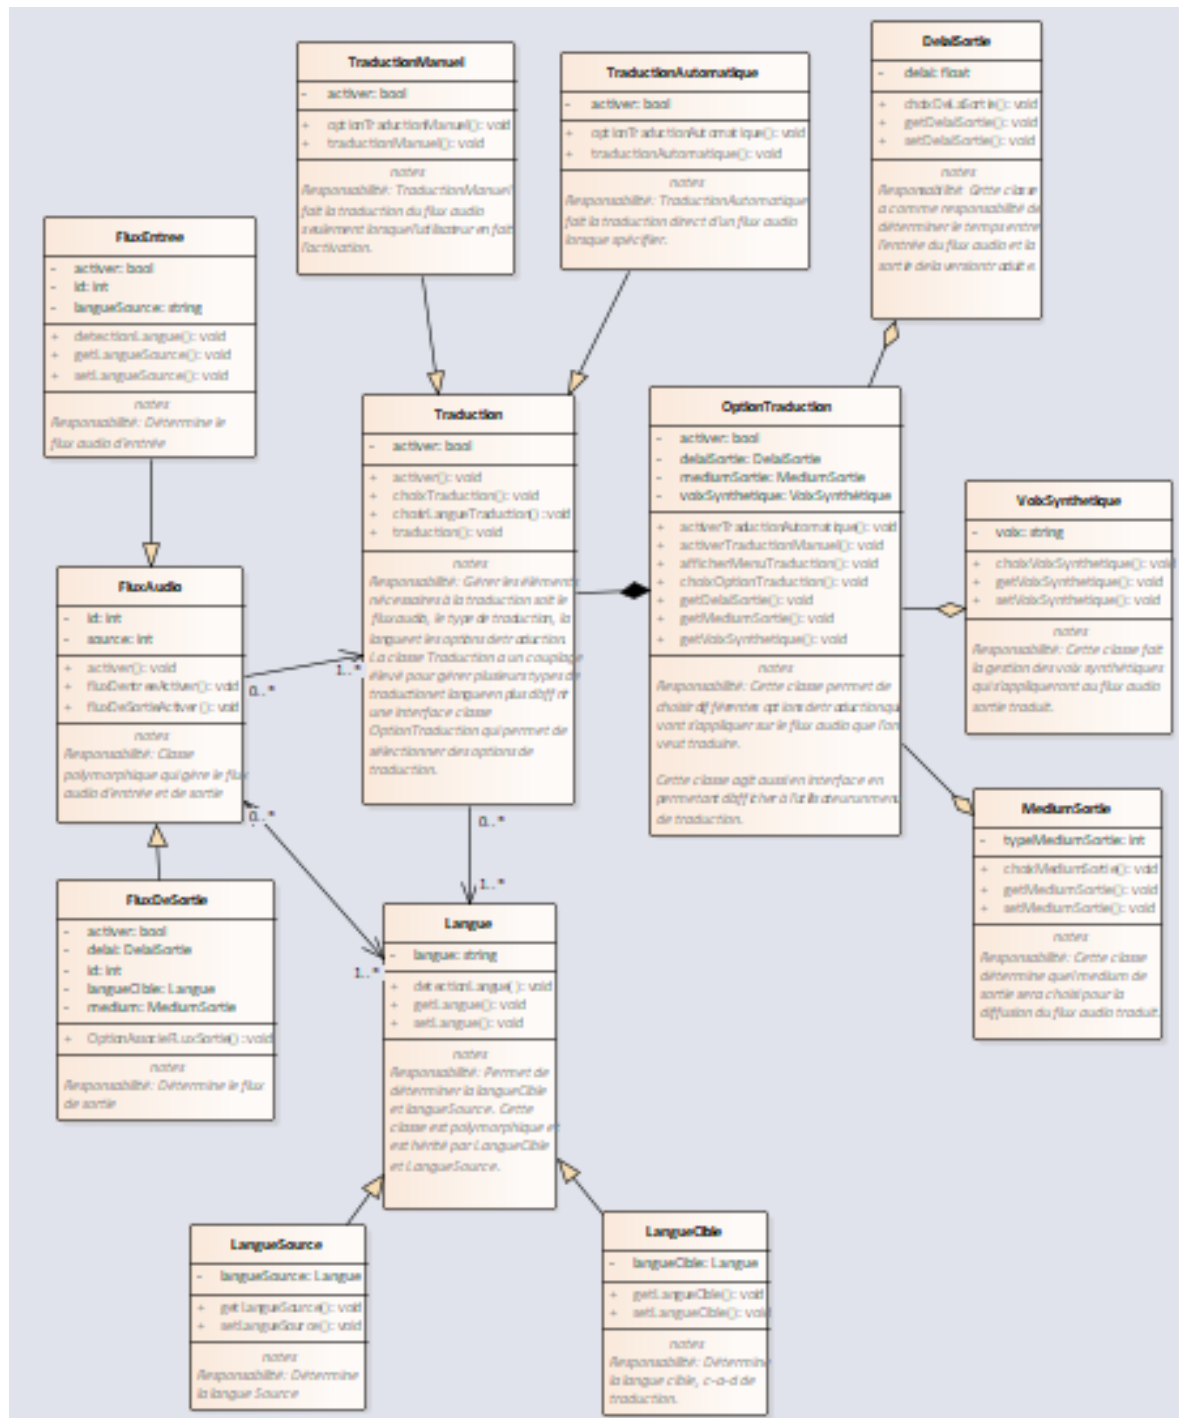 TraductionManuel
- activer: bool
+ optionTraductionManuel(): void
+ traductionManuel(): void
notes
Responsabilité: TraductionManuel
fait la traduction du flux audio
seulement lorsque l'utilisateur en fait
l'activation.
TraductionAutomatique
- activer: bool
+ optionTraductionAutomatique(): void
+ traductionAutomatique(): void
notes
Responsabilité: TraductionAutomatique
fait la traduction direct d'un flux audio
lorsque spécifier.
DelaiSortie
- delai: float
+ choixDeLaSortie(): void
+ getDelaiSortie(): void
+ setDelaiSortie(): void
notes
Responsabilité: Cette classe
a comme responsabilité de
déterminer le temps entre
l'entrée du flux audio et la
sortie de la version traduite
FluxEntree
- activer: bool
- id: int
- langueSource: string
+ detectionLangue(): void
+ getLangueSource(): void
+ setLangueSource(): void
notes
Responsabilité: Détermine le
flux audio d'entrée
Traduction
- activer: bool
+ activer(): void
+ choixTraduction(): void
+ choisirLangueTraduction() :void
+ traduction(): void
notes
Responsabilité: Gérer les éléments
nécessaires à la traduction soit le
flux audio, le type de traduction, la
langue et les options de traduction.
La classe Traduction a un couplage
élevé pour gérer plusieurs types de
traduction et langue en plus d'offrir
une interface classe
OptionTraduction qui permet de
sélectionner des options de
traduction.
OptionTraduction
- activer: bool
- delaiSortie: DelaiSortie
- mediumSortie: MediumSortie
- voixSynthetique: VoixSynthétique
+ activerTraductionAutomatique(): void
+ activerTraductionManuel(): void
+ afficherMenuTraduction(): void
+ choixOptionTraduction(): void
+ getDelaiSortie(): void
+ getMediumSortie(): void
+ getVoixSynthetique(): void
notes
Responsabilité: Cette classe permet de
choisir différentes options de traduction qui
vont s'appliquer sur le flux audio que l'on
veut traduire.
Cette classe agit aussi en interface en
permetant d'afficher à l'utilisateur un menu
de traduction.
VoixSynthetique
- voix: string
+ choixVoixSynthetique(): void
+ getVoixSynthetique(): void
+ setVoixSynthetique(): void
notes
Responsabilité: Cette classe fait
la gestion des voix synthétiques
qui s'appliqueront au flux audio
sortie traduit.
FluxAudio
- id: int
- source: int
+ activer(): void
+ fluxDentreeActiver(): void
+ fluxDeSortieActiver(): void
notes
Responsabilité: Classe
polymorphique qui gère le flux
audio d'entrée et de sortie
0..*
1..*
0..*
1..*
0..*
1..*
MediumSortie
- typeMediumSortie: int
+ choixMediumSortie(): void
+ getMediumSortie(): void
+ setMediumSortie(): void
notes
Responsabilité: Cette classe
détermine quel medium de
sortie sera choisi pour la
diffusion du flux audio traduit.
FluxDeSortie
- activer: bool
- delai: DelaiSortie
- id: int
- langueCible: Langue
- medium: MediumSortie
+ OptionAssocieFLuxSortie() :void
notes
Responsabilité: Détermine le flux
de sortie
Langue
- langue: string
+ detectionLangue(): void
+ getLangue(): void
+ setLangue(): void
notes
Responsabilité: Permet de
déterminer la langueCible
et langueSource. Cette
classe est polymorphique et
est hérité par LangueCible
et LangueSource.
LangueSource
- langueSource: Langue
+ getLangueSource(): void
+ setLangueSource(): void
notes
Responsabilité: Détermine
la langue Source
LangueCible
- langueCible: Langue
+ getLangueCible(): void
+ setLangueCible(): void
notes
Responsabilité: Détermine
la langue cible, c-a-d de
traduction.